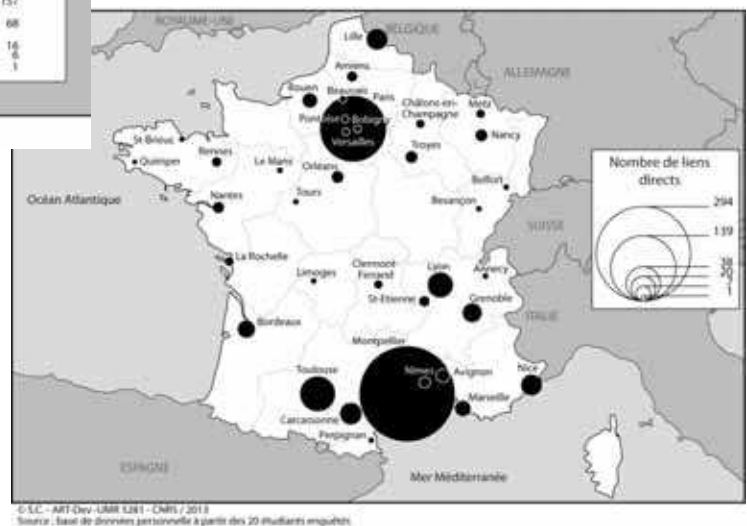 137
68
16
6
1
ROYAUME-UNI
BELGIQUE
ALLEMAGNE
Lille
Amiens
Rouen
Beauvais
Paris
Pontoise
Bobigny
Versailles
Châlons-en-
Champagne
Metz
Nancy
St-Brieuc
Quimper
Rennes
Le Mans
Orléans
Troyes
Belfort
Tours
Besançon
Nantes
Océan Atlantique
SUISSE
Nombre de liens
directs
294
139
1
La Rochelle
Limoges
Clermont-
Ferrand
Lyon
Annecy
St-Etienne
Grenoble
ITALIE
Bordeaux
Montpellier
Toulouse
Nîmes
Avignon
Nice
Carcassonne
Marseille
Perpignan
ESPAGNE
Mer Méditerranée
© S.C. - ART-Dev-UMR 5281 - CNRS / 2013
Source : base de données personnelle à partir des 20 étudiants enquêtés